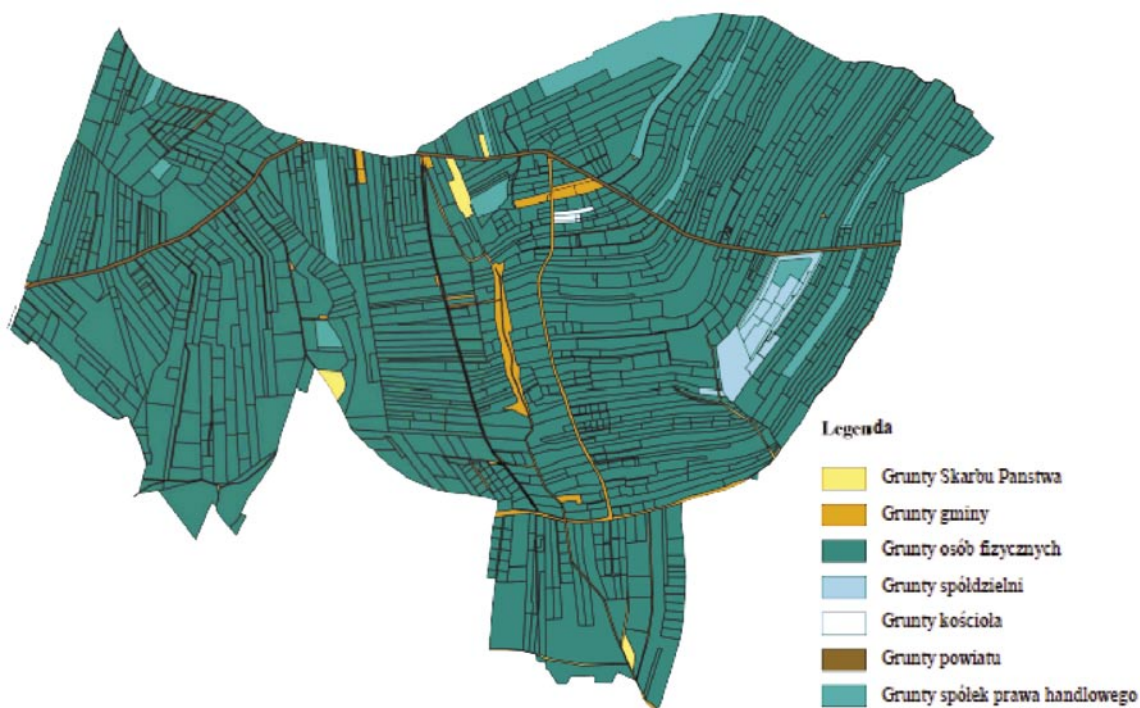 Legenda
Grunty Skarbu Panstwa
Grunty gminy
Grunty osób fizycznych
Grunty spółdzielni
Grunty kościoła
Grunty powiatu
Grunty spółek prawa handlowego